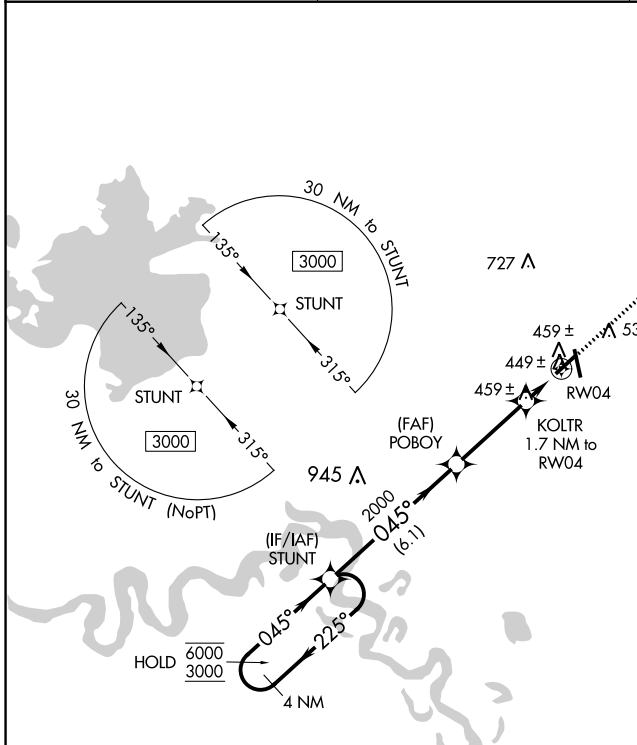 30 NM to STUNT
135°
3000
STUNT
315°
727
135°
STUNT
3000
315°
30 NM to STUNT (NoPT)
459 ±
53
449 ±
459 ±
RW04
KOLTR
1.7 NM to
RW04
(FAF)
POBOY
945
2000
045°
(6.1)
(IF/IAF)
STUNT
045°
225°
HOLD
6000
3000
4 NM